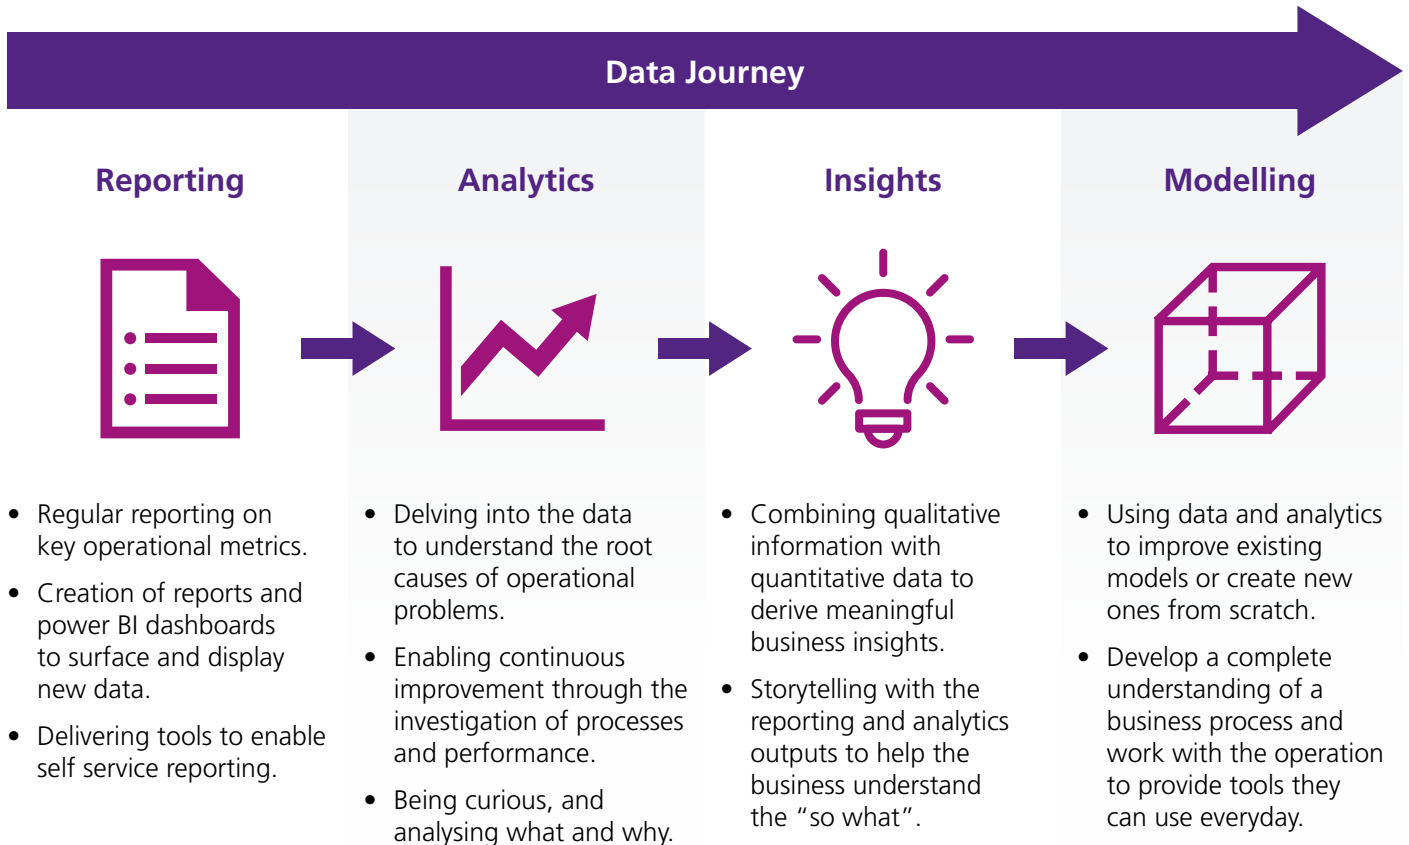 Data Journey
Reporting
Analytics
Insights
Modelling
• Regular reporting on
key operational metrics.
• Creation of reports and
power BI dashboards
to surface and display
new data.
• Delivering tools to enable
self service reporting.
• Delving into the data
to understand the root
causes of operational
problems.
• Enabling continuous
improvement through the
investigation of processes
and performance.
• Being curious, and
analysing what and why.
• Combining qualitative
information with
quantitative data to
derive meaningful
business insights.
• Storytelling with the
reporting and analytics
outputs to help the
business understand
the “so what”.
• Using data and analytics
to improve existing
models or create new
ones from scratch.
• Develop a complete
understanding of a
business process and
work with the operation
to provide tools they
can use everyday.